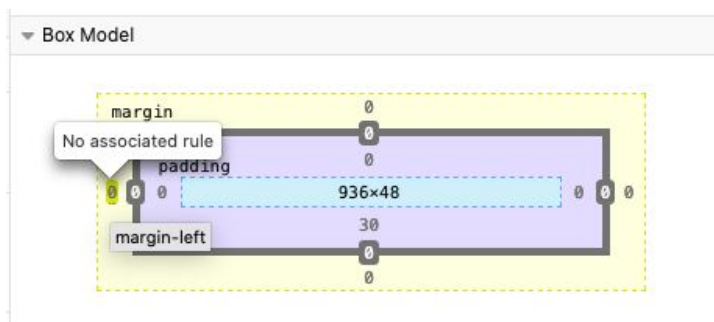 Box Model
margin 0
No associated rule 0
padding 0
0 0 0 936×48 0 0 0
30
margin-left
0
0